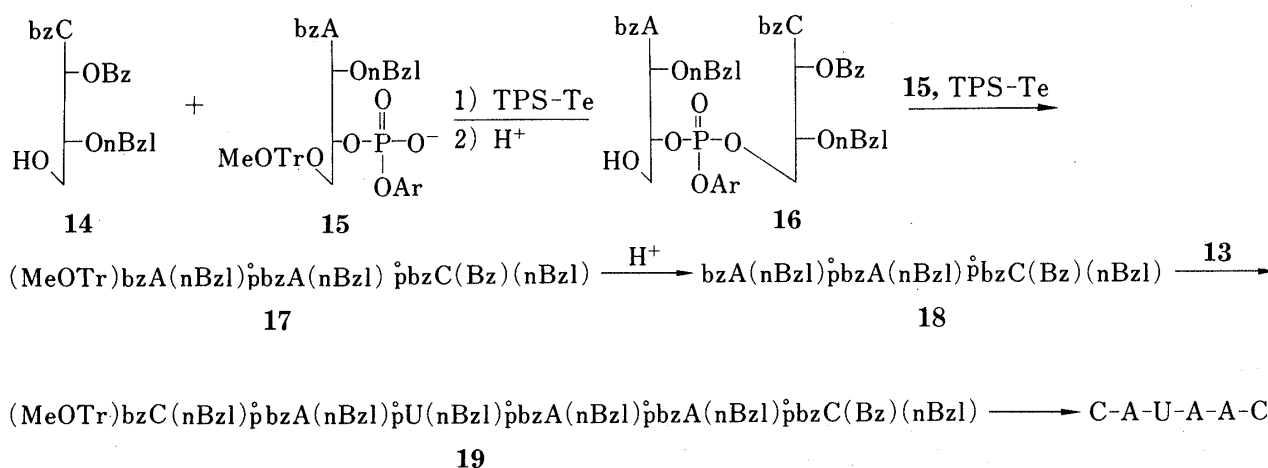 bzC
OBz
OnBzl
HO
14
+
bzA
OnBzl
O
O-P-O⁻
OAr
MeOTrO
15
1) TPS-Te
2) H⁺
bzA
OnBzl
O
O-P-O
OAr
HO
bzC
OBz
OnBzl
16
15, TPS-Te
(MeOTr)bzA(nBzl)p̊bzA(nBzl) p̊bzC(Bz)(nBzl)
17
H⁺
bzA(nBzl)p̊bzA(nBzl)p̊bzC(Bz)(nBzl)
18
13
(MeOTr)bzC(nBzl)p̊bzA(nBzl)p̊U(nBzl)p̊bzA(nBzl)p̊bzA(nBzl)p̊bzC(Bz)(nBzl)
19
C-A-U-A-A-C